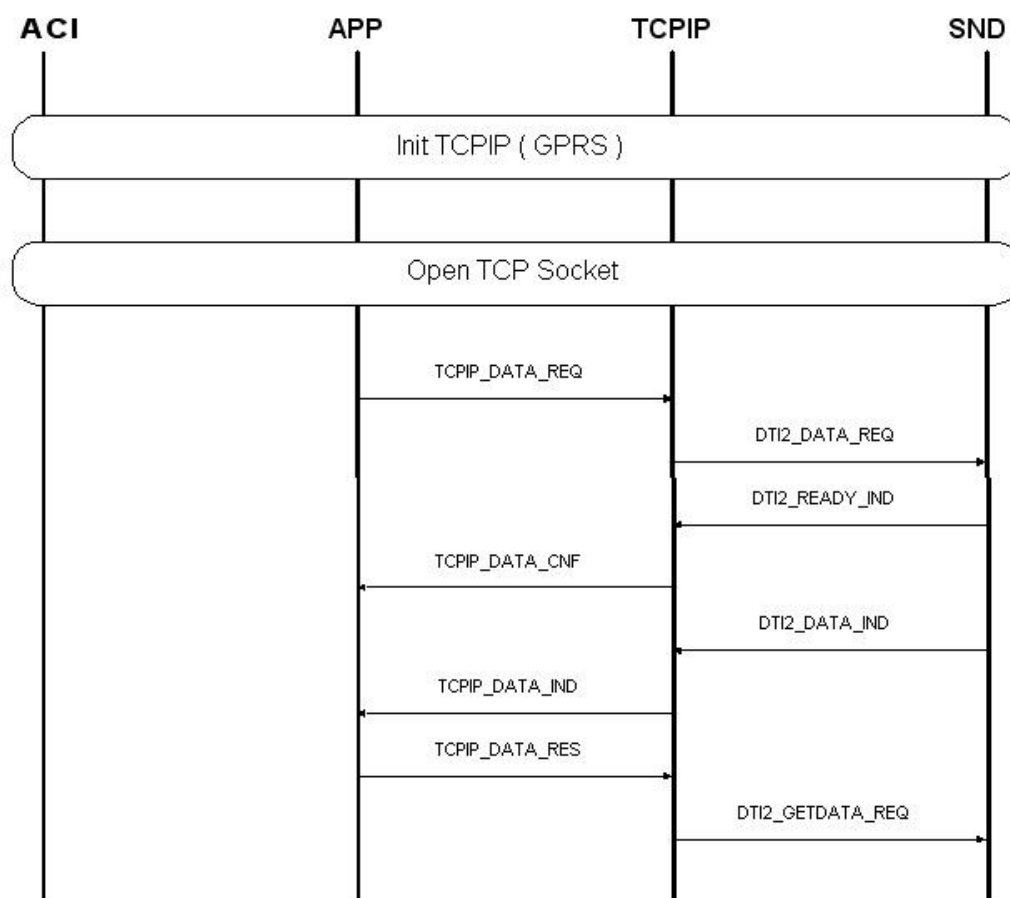 ACI APP TCPIP SND
Init TCPIP ( GPRS )
Open TCP Socket
TCPIP_DATA_REQ
DTI2_DATA_REQ
DTI2_READY_IND
TCPIP_DATA_CNF
DTI2_DATA_IND
TCPIP_DATA_IND
TCPIP_DATA_RES
DTI2_GETDATA_REQ